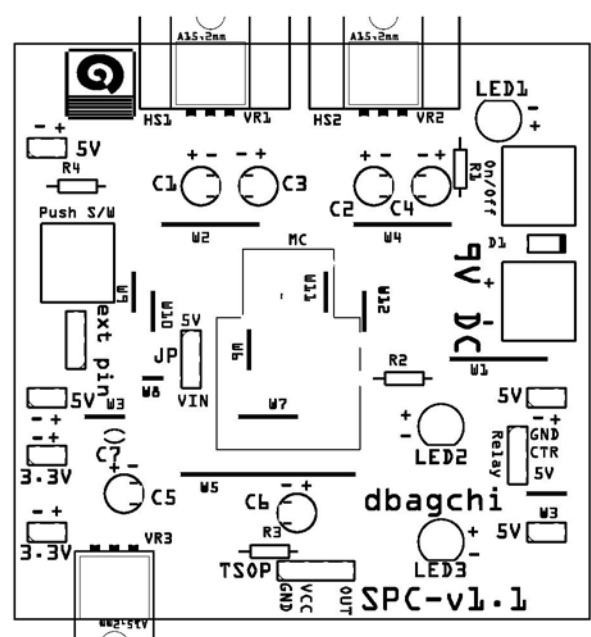 A15,2mm
A15,2mm
HS1
VR1
HS2
VR2
LED1
- +
- +
5V
R4
C1
+ -
- +
C3
C2
+ -
- +
C4
R1
On/Off
Push S/W
W2
MC
W4
D1
9V DC
+ -
W9
W10
5V
JP
VIN
W11
W12
W6
ext pin
R2
W1
5V
- +
W3
W8
W7
5V
- +
C7
+ -
LED2
Relay
GND
CTR
5V
- +
3.3V
+ -
C5
W5
C6
+ -
dbagchi
W3
- +
3.3V
VR3
R3
5V
TSOP
GND
VCC
OUT
+ -
LED3
SPC-v1.1
A15,2mm